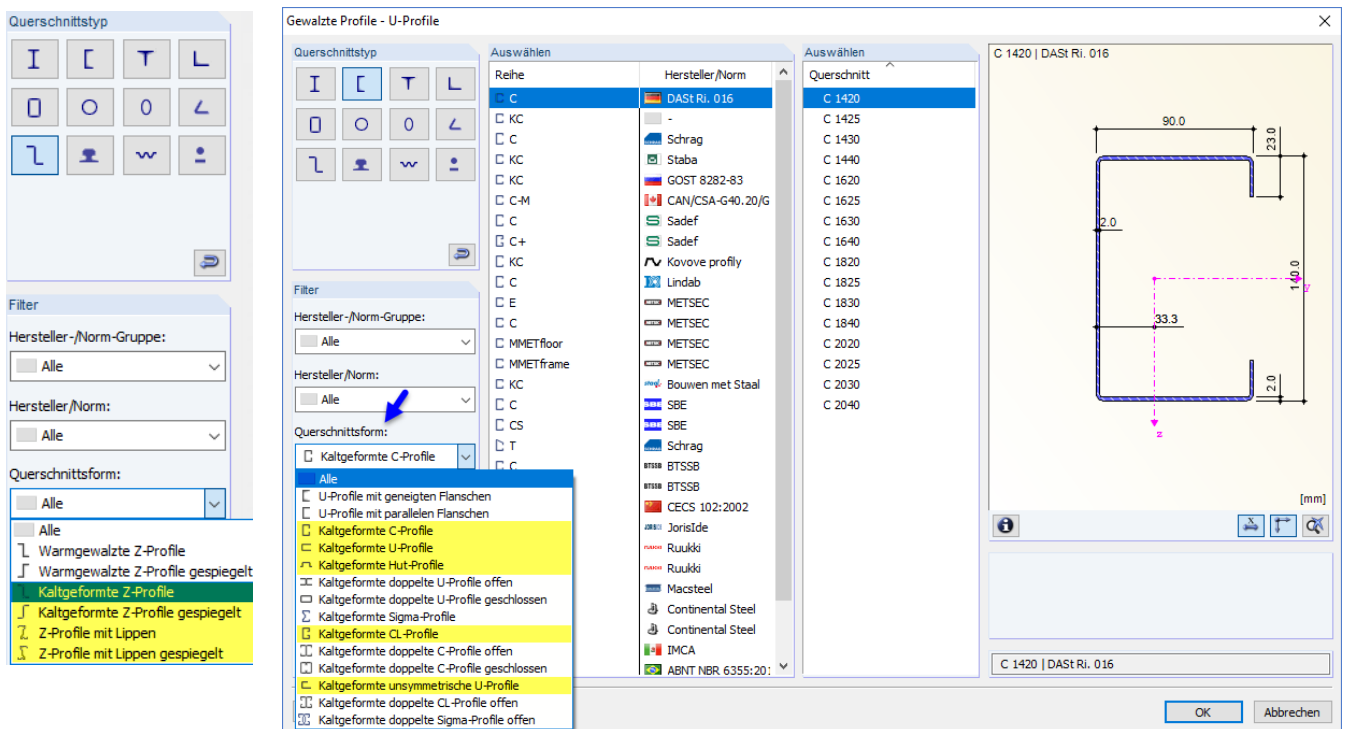 Querschnittstyp
Filter
Hersteller-/Norm-Gruppe:
Alle
Hersteller/Norm:
Alle
Querschnittsform:
Alle
Alle
Warmgewalzte Z-Profile
Warmgewalzte Z-Profile gespiegelt
Kaltgeformte Z-Profile
Kaltgeformte Z-Profile gespiegelt
Z-Profile mit Lippen
Z-Profile mit Lippen gespiegelt
Gewalzte Profile - U-Profile
Querschnittstyp
Filter
Hersteller-/Norm-Gruppe:
Alle
Hersteller/Norm:
Alle
Querschnittsform:
Kaltgeformte C-Profile
Alle
U-Profile mit geneigten Flanschen
U-Profile mit parallelen Flanschen
Kaltgeformte C-Profile
Kaltgeformte U-Profile
Kaltgeformte Hut-Profile
Kaltgeformte doppelte U-Profile offen
Kaltgeformte doppelte U-Profile geschlossen
Kaltgeformte Sigma-Profile
Kaltgeformte CL-Profile
Kaltgeformte doppelte C-Profile offen
Kaltgeformte doppelte C-Profile geschlossen
Kaltgeformte unsymmetrische U-Profile
Kaltgeformte doppelte CL-Profile offen
Kaltgeformte doppelte Sigma-Profile offen
Auswählen
Reihe Hersteller/Norm
C DASt Ri. 016
KC -
C Schrag
KC Staba
KC GOST 8282-83
C-M CAN/CSA-G40.20/G
C Sadef
C+ Sadef
KC Kovove profily
C Lindab
E METSEC
C METSEC
MMETfloor METSEC
MMETframe METSEC
KC Bouwen met Staal
C SBE
CS SBE
T Schrag
C BTSSB
BTSSB
CECS 102:2002
JorisIde
Ruukki
Ruukki
Macsteel
Continental Steel
Continental Steel
IMCA
ABNT NBR 6355:201
Auswählen
Querschnitt
C 1420
C 1425
C 1430
C 1440
C 1620
C 1625
C 1630
C 1640
C 1820
C 1825
C 1830
C 1840
C 2020
C 2025
C 2030
C 2040
C 1420 | DASt Ri. 016
90.0
23.0
2.0
140.0
y
33.3
2.0
z
[mm]
C 1420 | DASt Ri. 016
OK Abbrechen